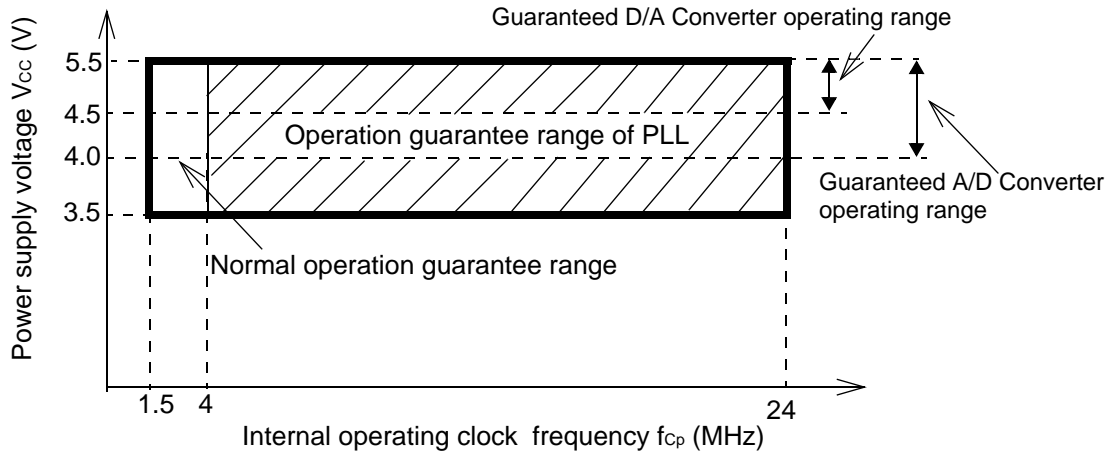 Guaranteed D/A Converter operating range
Power supply voltage VCC (V)
5.5
4.5
4.0
3.5
Operation guarantee range of PLL
Guaranteed A/D Converter
operating range
Normal operation guarantee range
1.5
4
24
Internal operating clock frequency fCp (MHz)